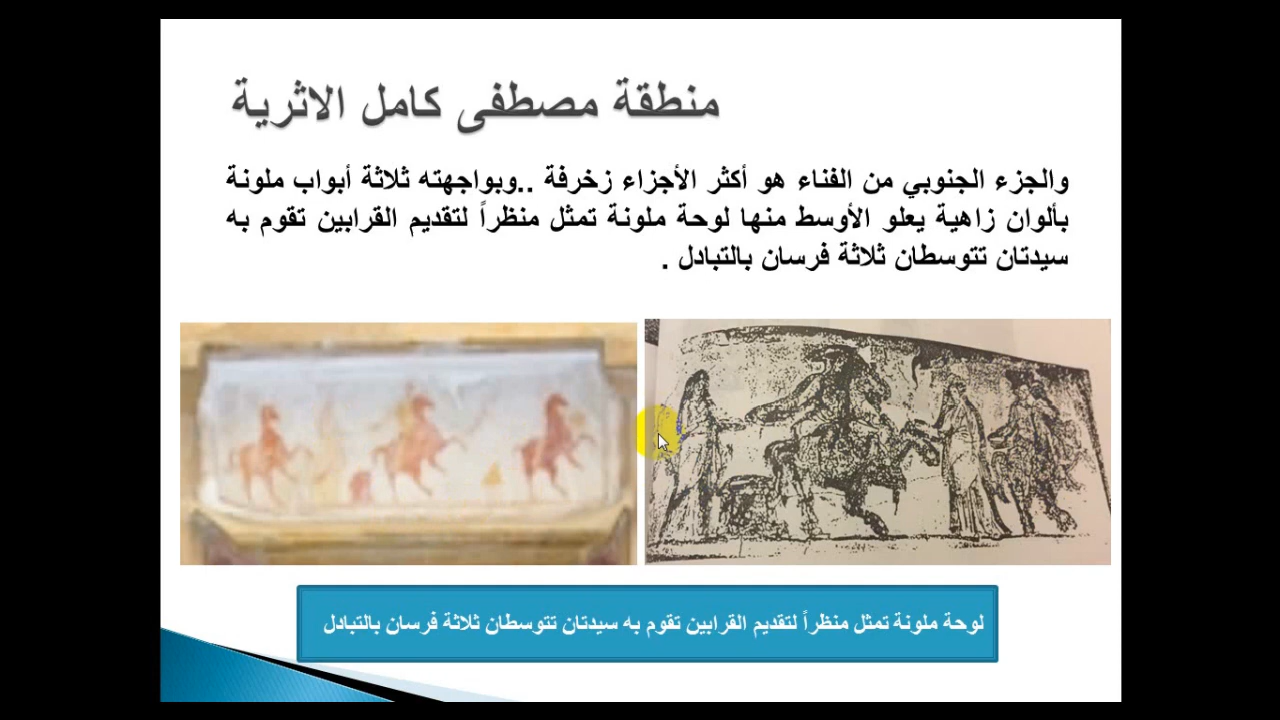 منطقة مصطفى كامل الاثرية
والجزء الجنوبي من الفناء هو أكثر الأجزاء زخرفة ..وبواجهته ثلاثة أبواب ملونة
بألوان زاهية يعلو الأوسط منها لوحة ملونة تمثل منظراً لتقديم القرابين تقوم به
سيدتان تتوسطان ثلاثة فرسان بالتبادل .
لوحة ملونة تمثل منظراً لتقديم القرابين تقوم به سيدتان تتوسطان ثلاثة فرسان بالتبادل